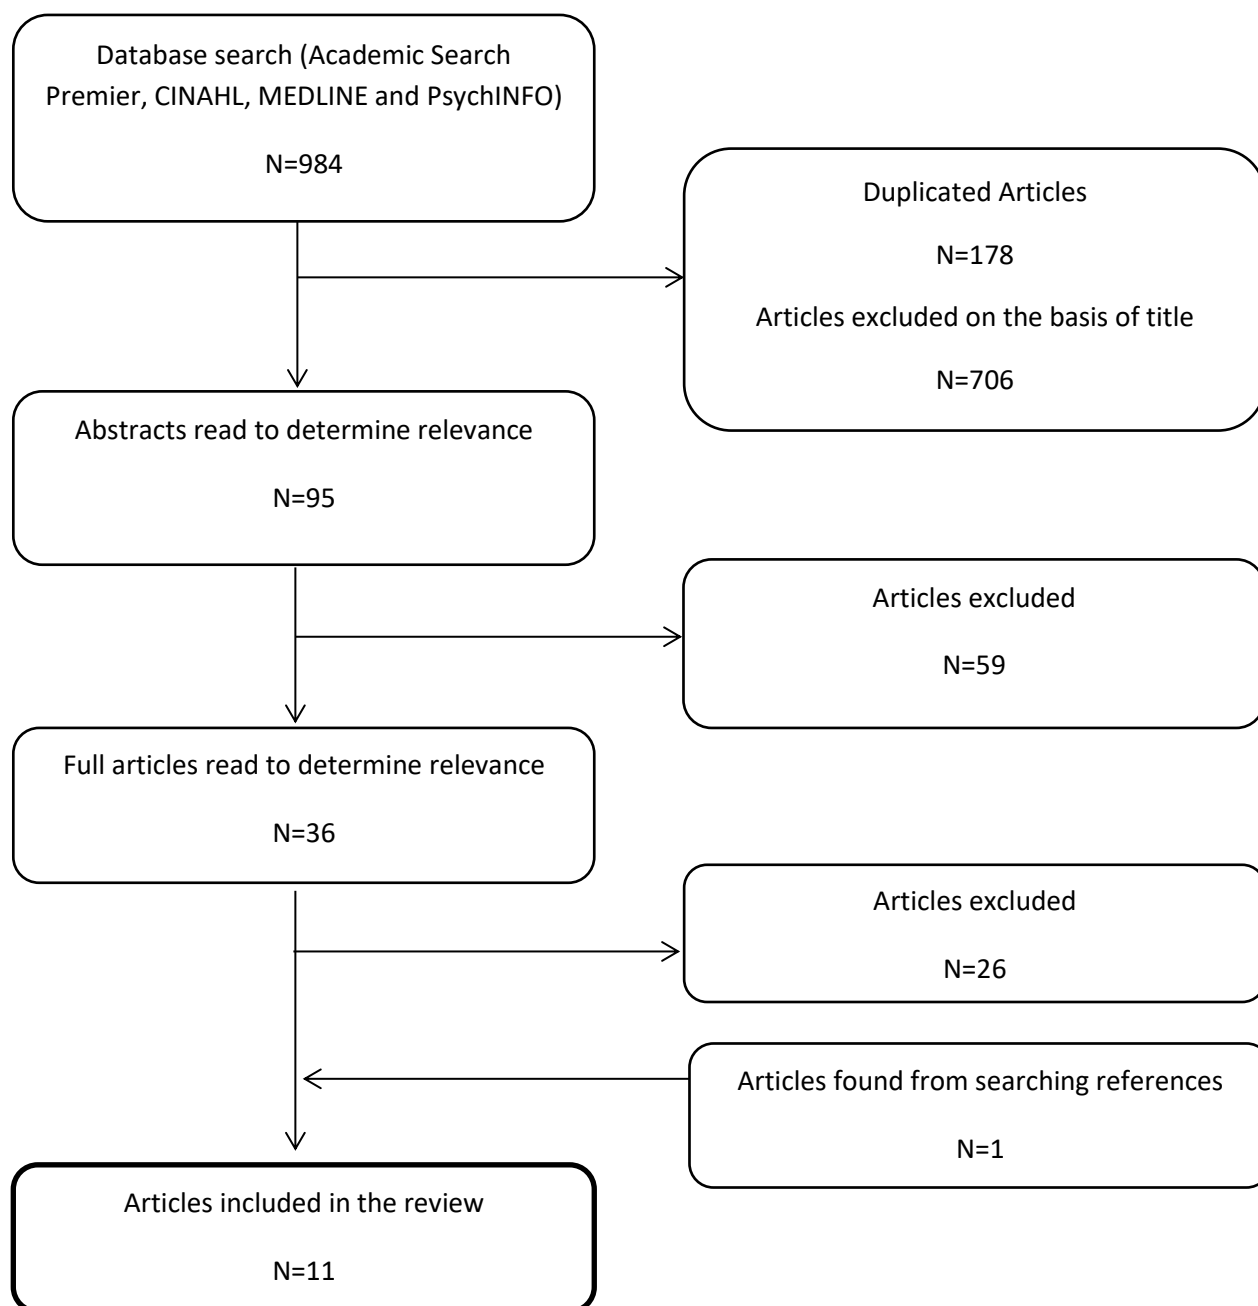 Database search (Academic Search
Premier, CINAHL, MEDLINE and PsychINFO)
N=984
Duplicated Articles
N=178
Articles excluded on the basis of title
N=706
Abstracts read to determine relevance
N=95
Articles excluded
N=59
Full articles read to determine relevance
N=36
Articles excluded
N=26
Articles found from searching references
N=1
Articles included in the review
N=11